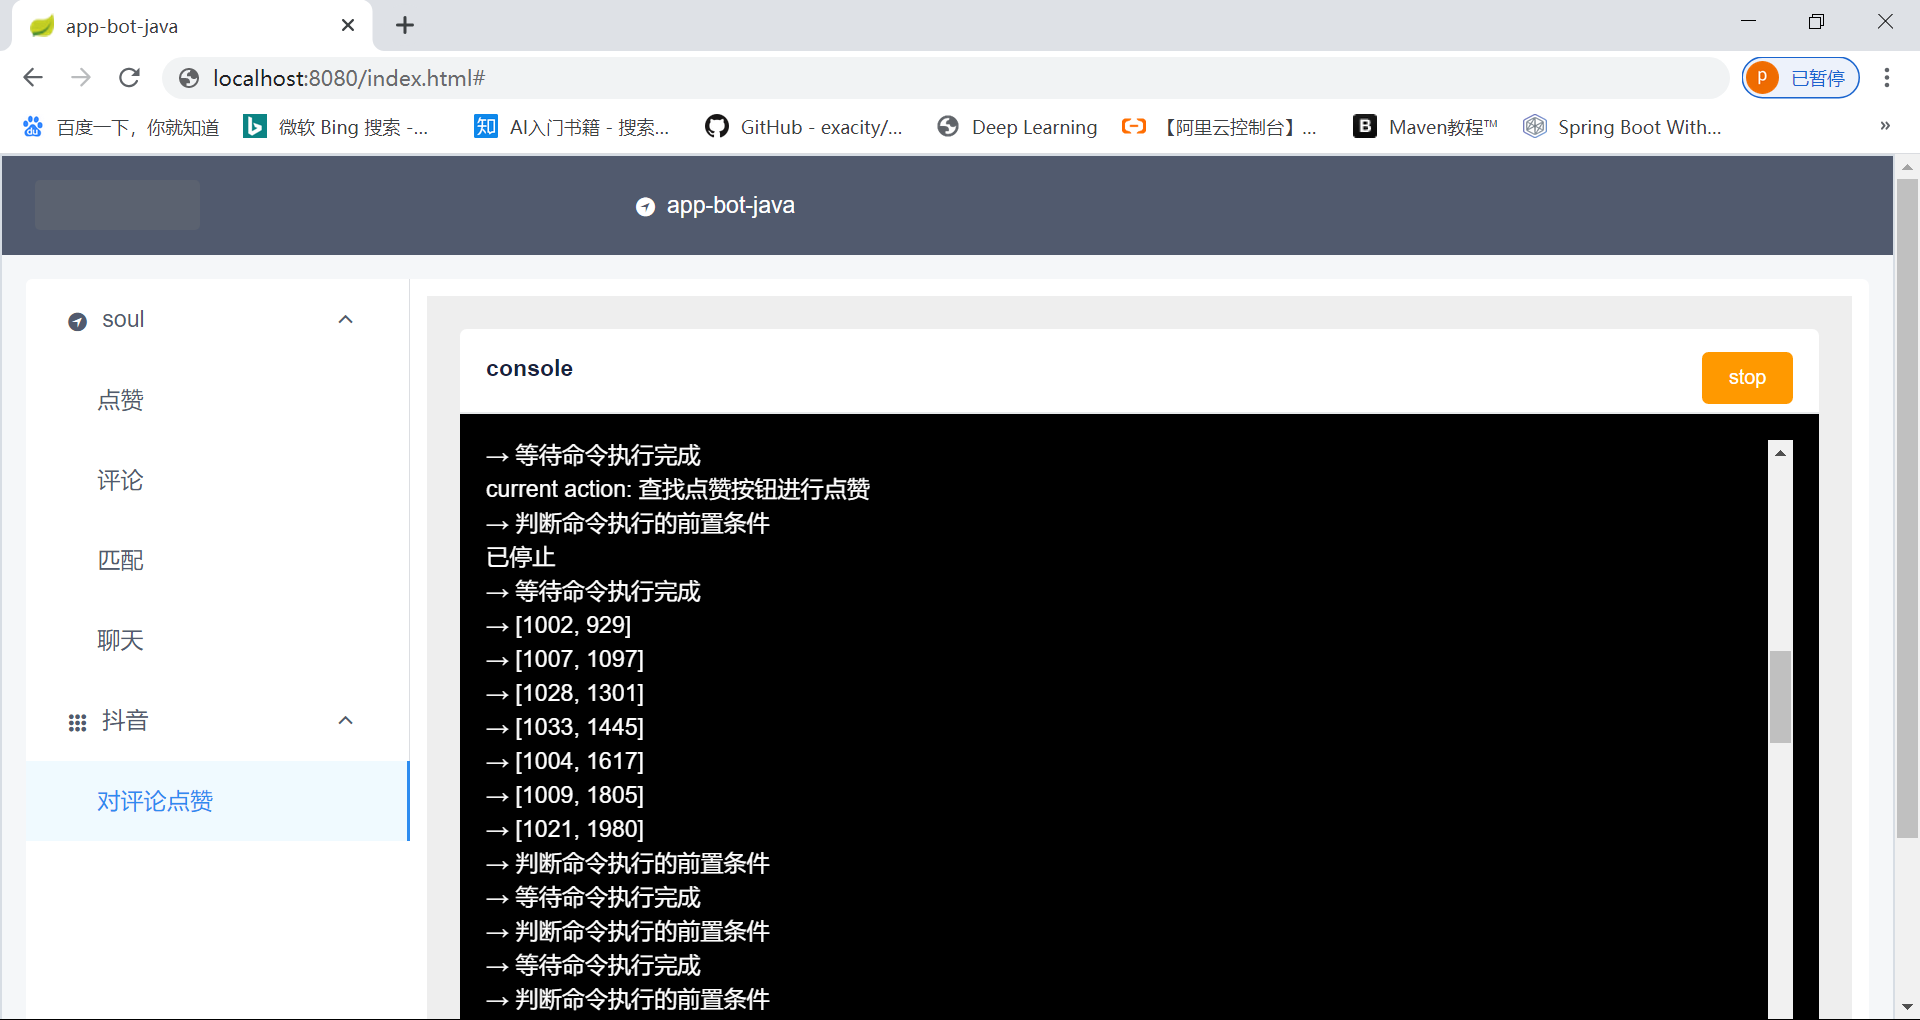 app-bot-java
localhost:8080/index.html#
P 已暂停
百度一下，你就知道 微软 Bing 搜索 -... 知 AI入门书籍 - 搜索... GitHub - exacity/... Deep Learning 【阿里云控制台】... B Maven教程™ Spring Boot With... »
app-bot-java
soul
点赞
评论
匹配
聊天
抖音
对评论点赞
console
stop
→ 等待命令执行完成
current action: 查找点赞按钮进行点赞
→ 判断命令执行的前置条件
已停止
→ 等待命令执行完成
→ [1002, 929]
→ [1007, 1097]
→ [1028, 1301]
→ [1033, 1445]
→ [1004, 1617]
→ [1009, 1805]
→ [1021, 1980]
→ 判断命令执行的前置条件
→ 等待命令执行完成
→ 判断命令执行的前置条件
→ 等待命令执行完成
→ 判断命令执行的前置条件